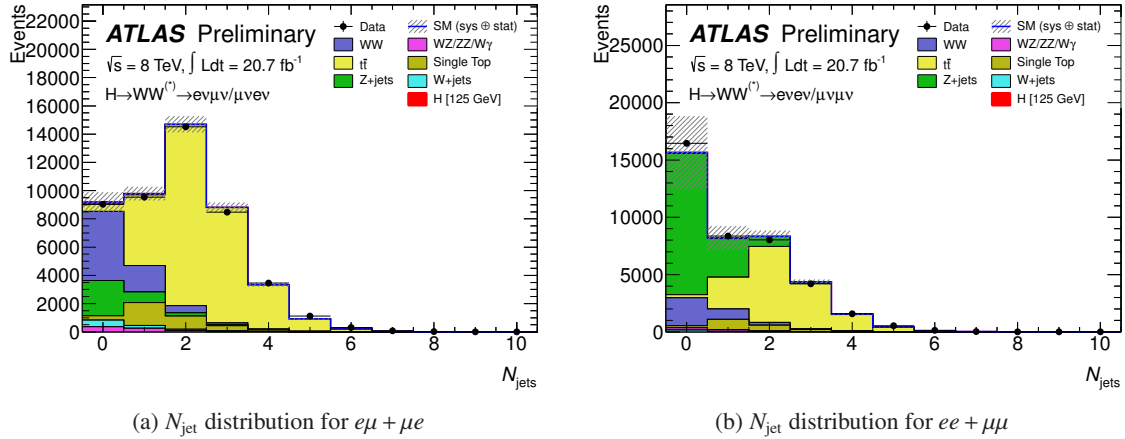 Events
22000
20000
18000
16000
14000
12000
10000
8000
6000
4000
2000
0
0 2 4 6 8 10
N_jets
ATLAS Preliminary
√s = 8 TeV, ∫ Ldt = 20.7 fb⁻¹
H→WW⁽*⁾→eνμν/μνeν
Data
SM (sys ⊕ stat)
WW
WZ/ZZ/Wγ
tt̄
Single Top
Z+jets
W+jets
H [125 GeV]
(a) N_jet distribution for eμ + μe
Events
25000
20000
15000
10000
5000
0
0 2 4 6 8 10
N_jets
ATLAS Preliminary
√s = 8 TeV, ∫ Ldt = 20.7 fb⁻¹
H→WW⁽*⁾→eνeν/μνμν
Data
SM (sys ⊕ stat)
WW
WZ/ZZ/Wγ
tt̄
Single Top
Z+jets
W+jets
H [125 GeV]
(b) N_jet distribution for ee + μμ